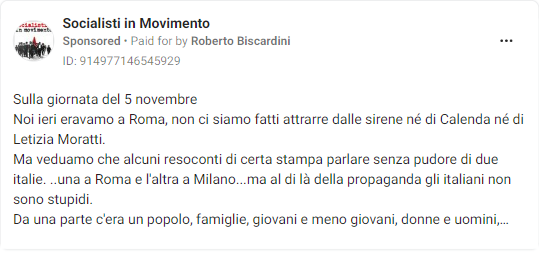 Socialisti in Movimento
Sponsored • Paid for by Roberto Biscardini
ID: 914977146545929
Sulla giornata del 5 novembre
Noi ieri eravamo a Roma, non ci siamo fatti attrarre dalle sirene né di Calenda né di
Letizia Moratti.
Ma veduamo che alcuni resoconti di certa stampa parlare senza pudore di due
italie. ..una a Roma e l'altra a Milano...ma al di là della propaganda gli italiani non
sono stupidi.
Da una parte c'era un popolo, famiglie, giovani e meno giovani, donne e uomini,...